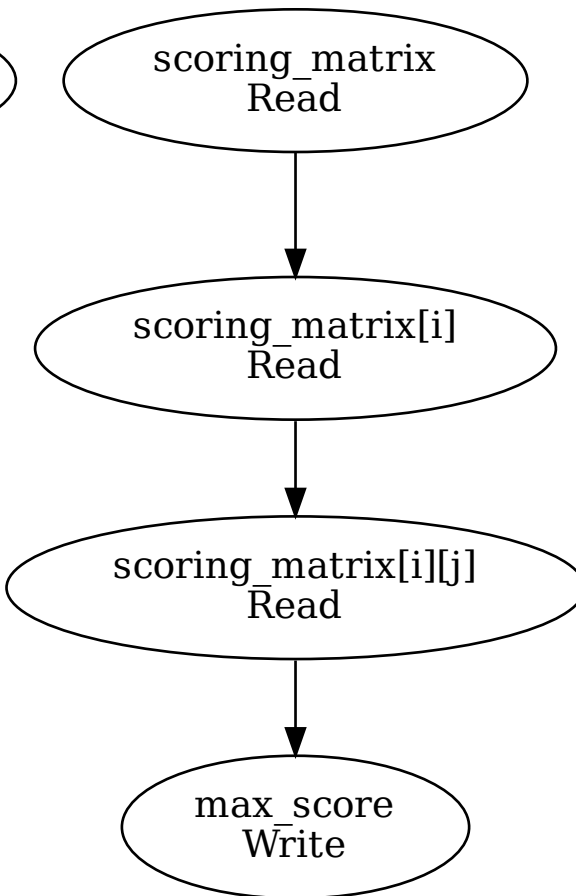 scoring_matrix
Read
scoring_matrix[i]
Read
scoring_matrix[i][j]
Read
max_score
Write